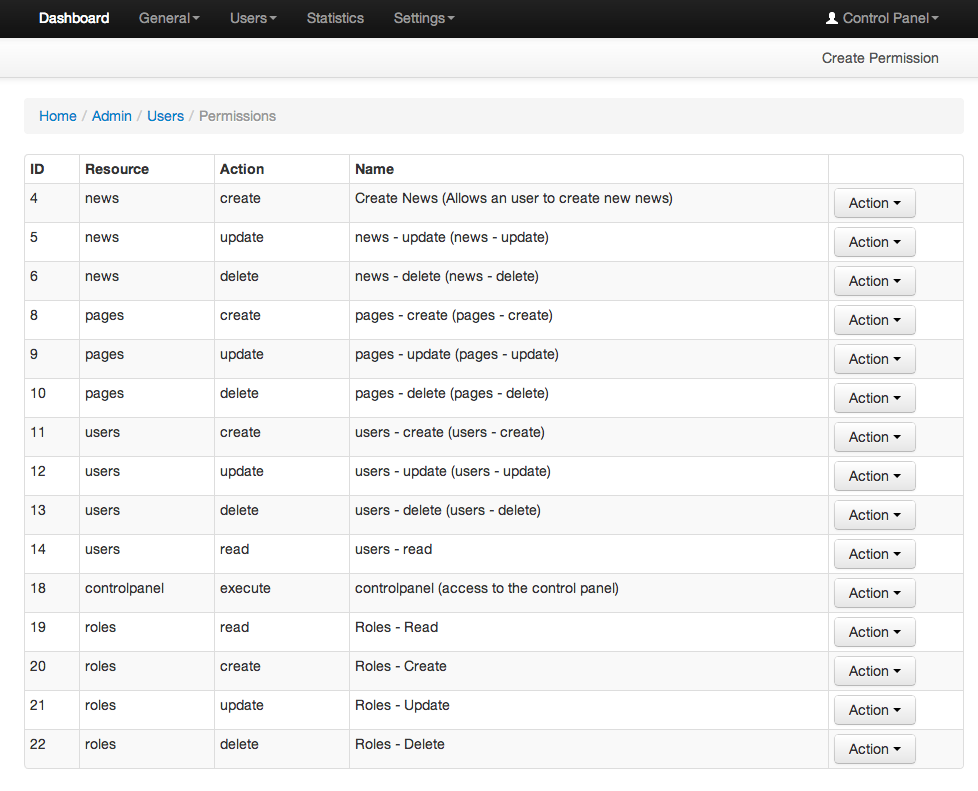 Dashboard General Users Statistics Settings Control Panel
Create Permission
Home / Admin / Users / Permissions
ID Resource Action Name
4 news create Create News (Allows an user to create new news) Action
5 news update news - update (news - update) Action
6 news delete news - delete (news - delete) Action
8 pages create pages - create (pages - create) Action
9 pages update pages - update (pages - update) Action
10 pages delete pages - delete (pages - delete) Action
11 users create users - create (users - create) Action
12 users update users - update (users - update) Action
13 users delete users - delete (users - delete) Action
14 users read users - read Action
18 controlpanel execute controlpanel (access to the control panel) Action
19 roles read Roles - Read Action
20 roles create Roles - Create Action
21 roles update Roles - Update Action
22 roles delete Roles - Delete Action